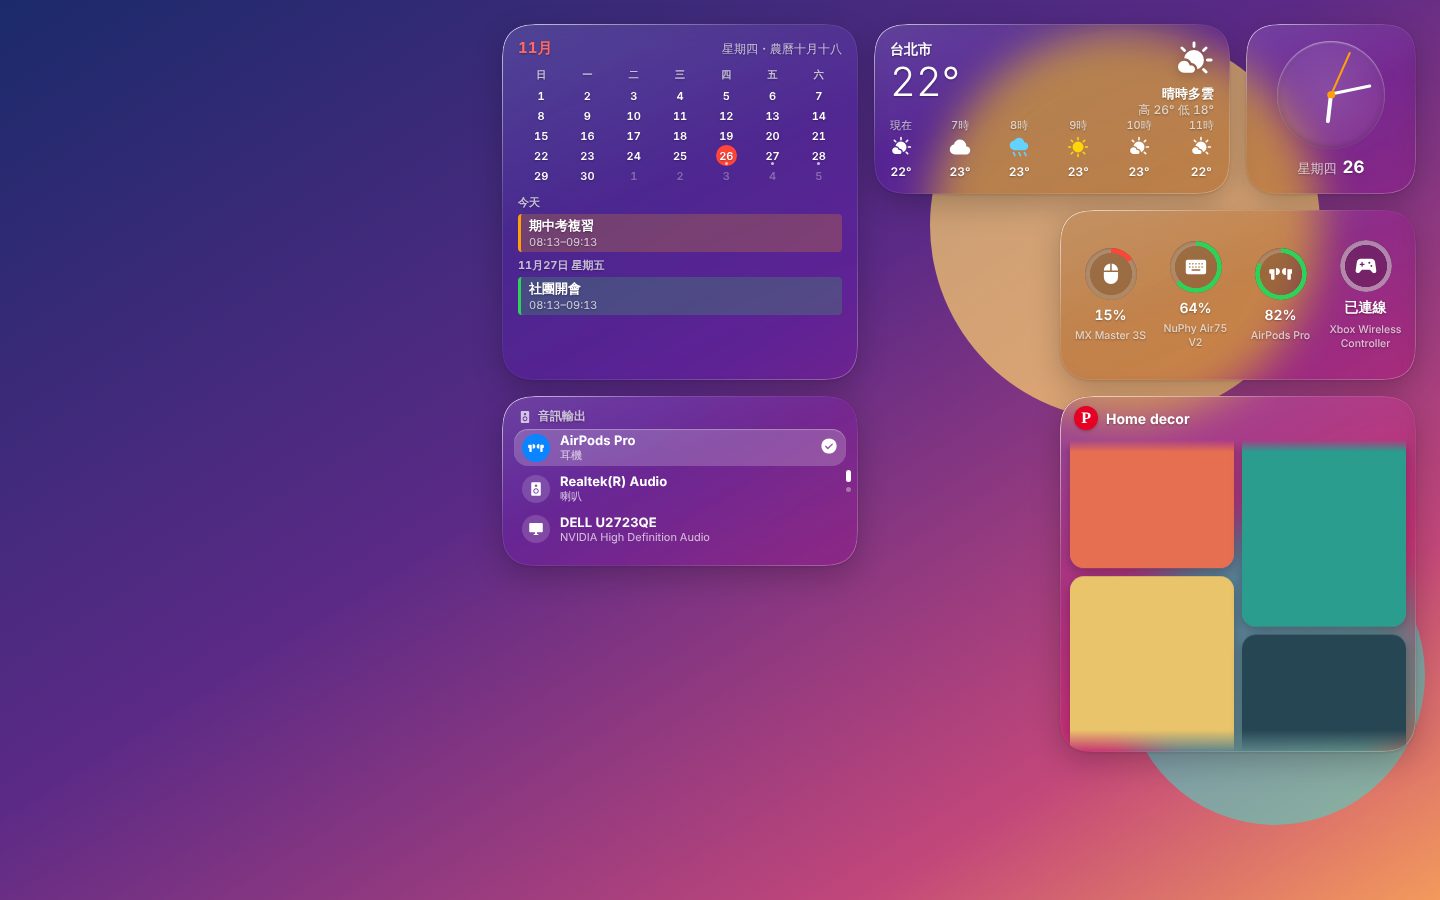 11月
星期四・農曆十月十八
日 一 二 三 四 五 六
1 2 3 4 5 6 7
8 9 10 11 12 13 14
15 16 17 18 19 20 21
22 23 24 25 26 27 28
29 30 1 2 3 4 5
今天
期中考複習
08:13–09:13
11月27日 星期五
社團開會
08:13–09:13
台北市
22°
晴時多雲
高 26° 低 18°
現在 7時 8時 9時 10時 11時
22° 23° 23° 23° 23° 22°
星期四 26
15%
MX Master 3S
64%
NuPhy Air75
V2
82%
AirPods Pro
已連線
Xbox Wireless
Controller
音訊輸出
AirPods Pro
耳機
Realtek(R) Audio
喇叭
DELL U2723QE
NVIDIA High Definition Audio
P Home decor